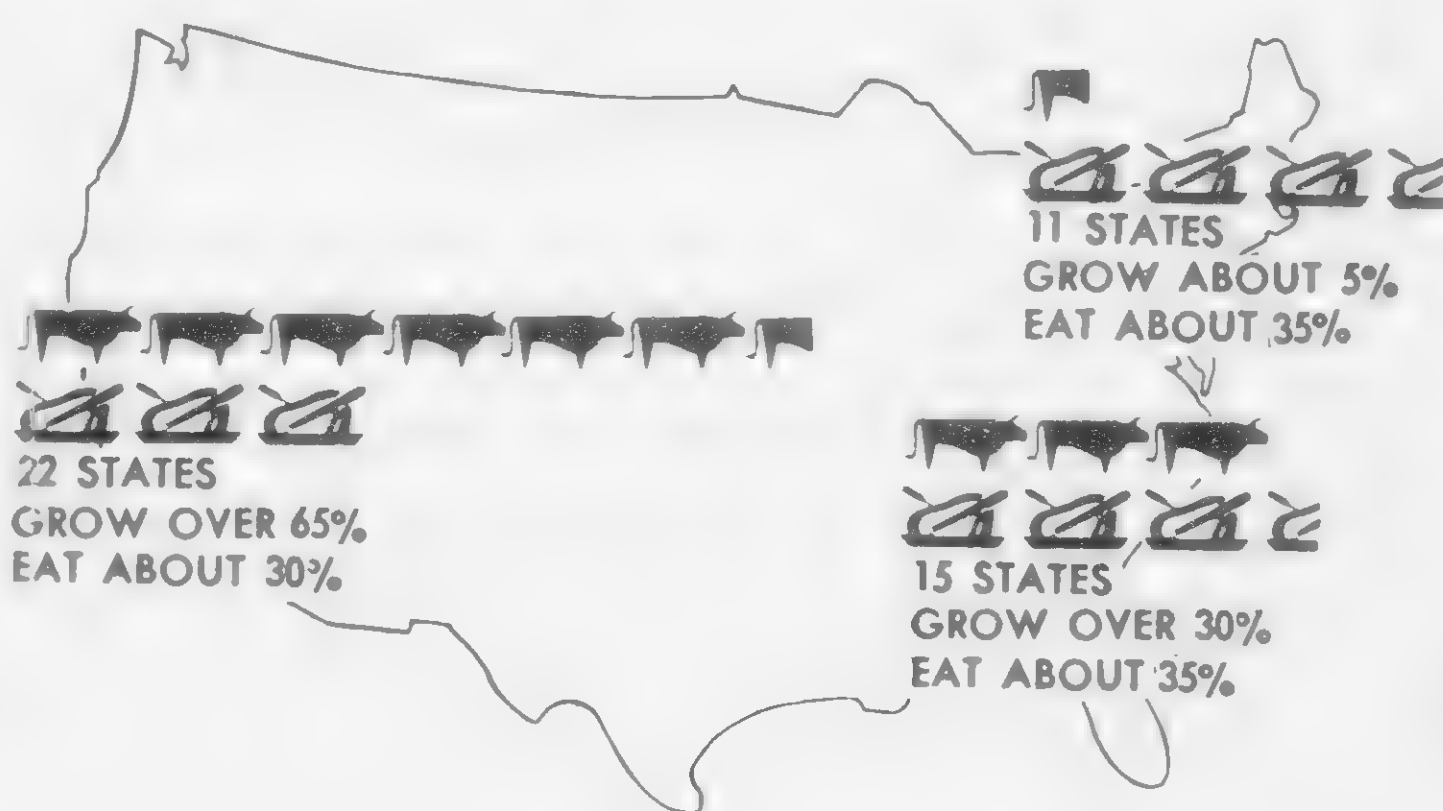 11 STATES
GROW ABOUT 5%
EAT ABOUT 35%
22 STATES
GROW OVER 65%
EAT ABOUT 30%
15 STATES
GROW OVER 30%
EAT ABOUT 35%